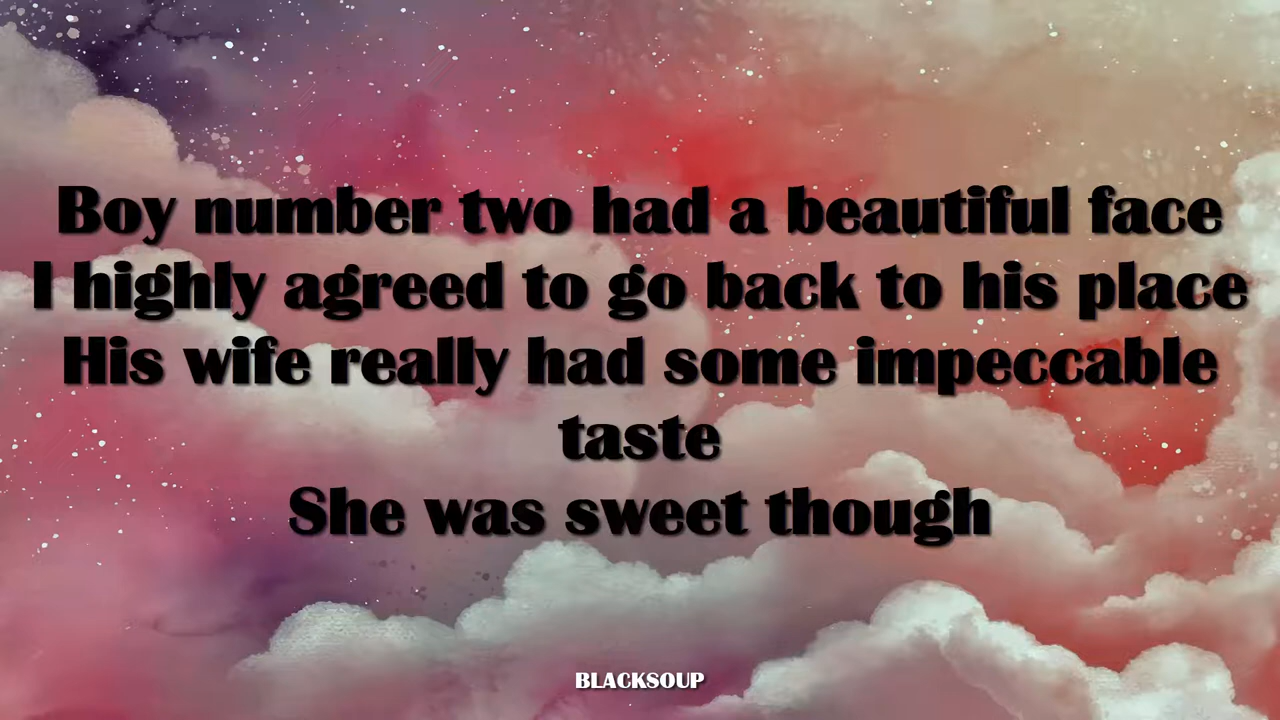 Boy number two had a beautiful face
I highly agreed to go back to his place
His wife really had some impeccable
taste
She was sweet though
BLACKSOUP